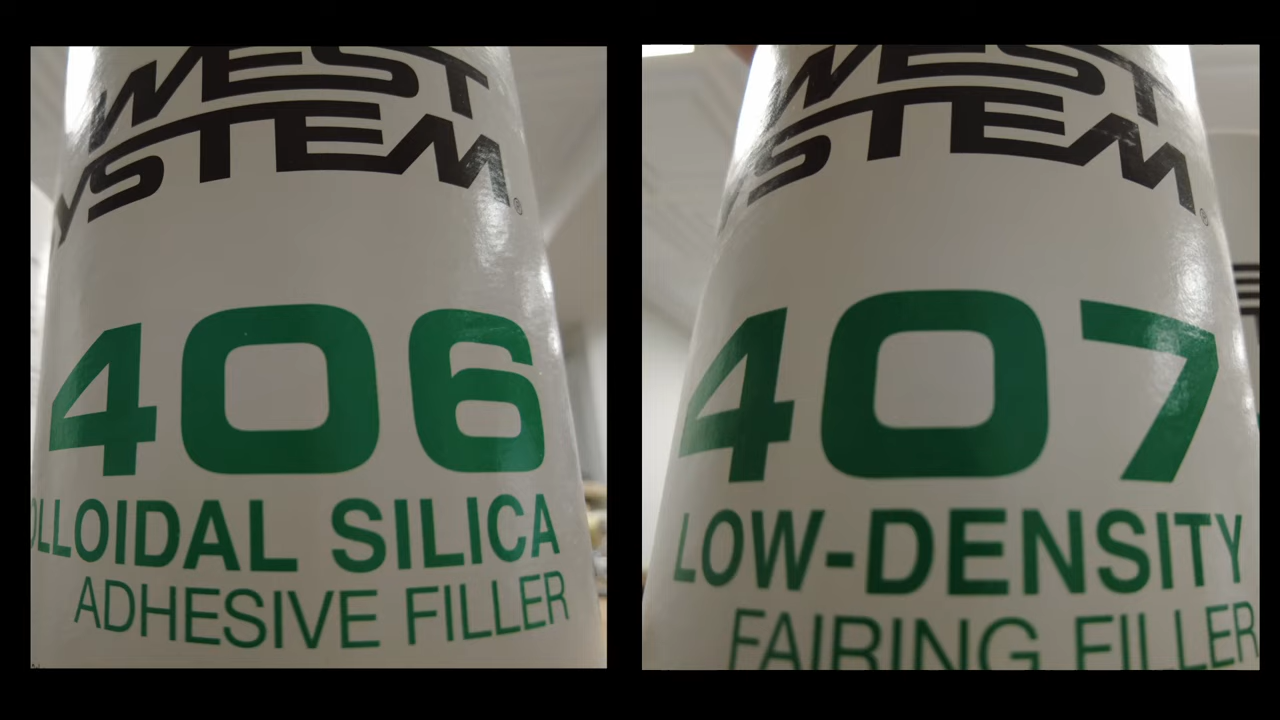 WEST
SYSTEM®
406
OLLOIDAL SILICA
ADHESIVE FILLER
WEST
SYSTEM®
407
LOW-DENSITY
FAIRING FILLER